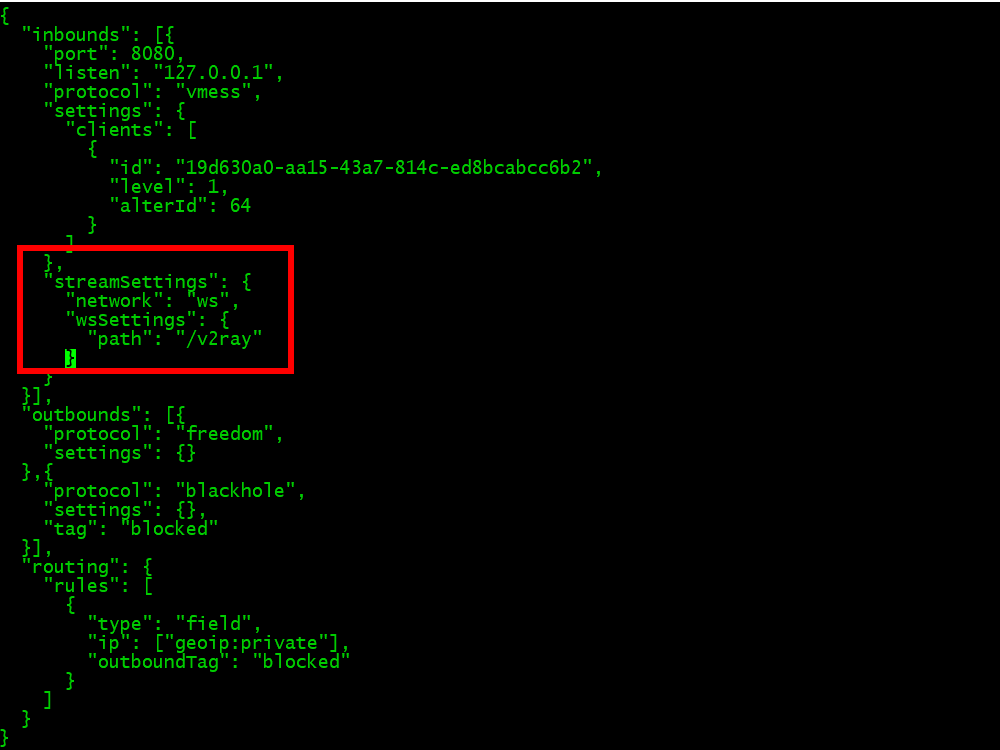 {
  "inbounds": [{
    "port": 8080,
    "listen": "127.0.0.1",
    "protocol": "vmess",
    "settings": {
      "clients": [
        {
          "id": "19d630a0-aa15-43a7-814c-ed8bcabcc6b2",
          "level": 1,
          "alterId": 64
        }
      ]
    },
    "streamSettings": {
      "network": "ws",
      "wsSettings": {
        "path": "/v2ray"
      }
    }
  }],
  "outbounds": [{
    "protocol": "freedom",
    "settings": {}
  },{
    "protocol": "blackhole",
    "settings": {},
    "tag": "blocked"
  }],
  "routing": {
    "rules": [
      {
        "type": "field",
        "ip": ["geoip:private"],
        "outboundTag": "blocked"
      }
    ]
  }
}